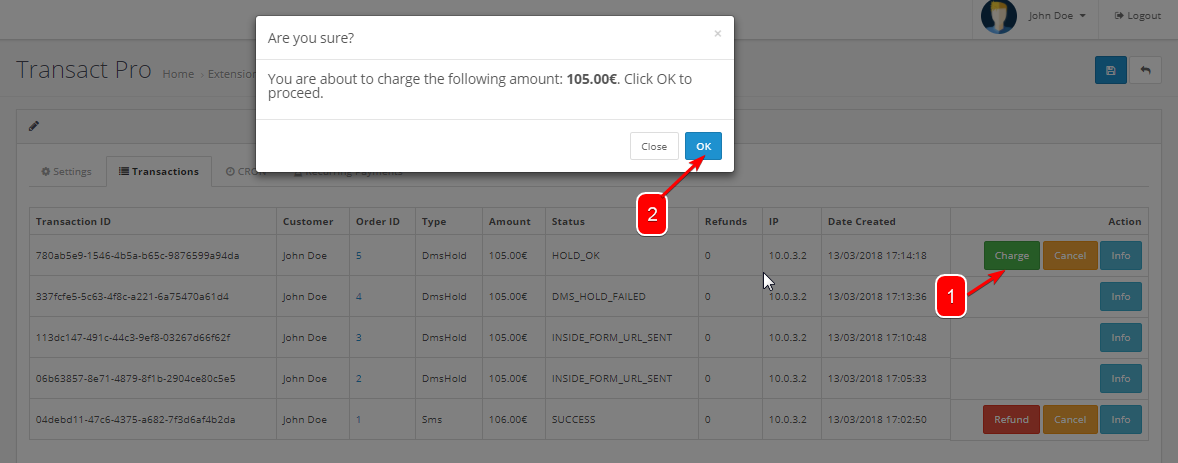 John Doe
Logout
Are you sure?
×
Transact Pro Home › Extension
You are about to charge the following amount: 105.00€. Click OK to
proceed.
Close OK
Settings Transactions CRON Recurring Payments
2
Transaction ID Customer Order ID Type Amount Status Refunds IP Date Created Action
780ab5e9-1546-4b5a-b65c-9876599a94da John Doe 5 DmsHold 105.00€ HOLD_OK 0 10.0.3.2 13/03/2018 17:14:18 Charge Cancel Info
1
337fcfe5-5c63-4f8c-a221-6a75470a61d4 John Doe 4 DmsHold 105.00€ DMS_HOLD_FAILED 0 10.0.3.2 13/03/2018 17:13:36 Info
113dc147-491c-44c3-9ef8-03267d66f62f John Doe 3 DmsHold 105.00€ INSIDE_FORM_URL_SENT 0 10.0.3.2 13/03/2018 17:10:48 Info
06b63857-8e71-4879-8f1b-2904ce80c5e5 John Doe 2 DmsHold 105.00€ INSIDE_FORM_URL_SENT 0 10.0.3.2 13/03/2018 17:05:33 Info
04debd11-47c6-4375-a682-7f3d6af4b2da John Doe 1 Sms 106.00€ SUCCESS 0 10.0.3.2 13/03/2018 17:02:50 Refund Cancel Info